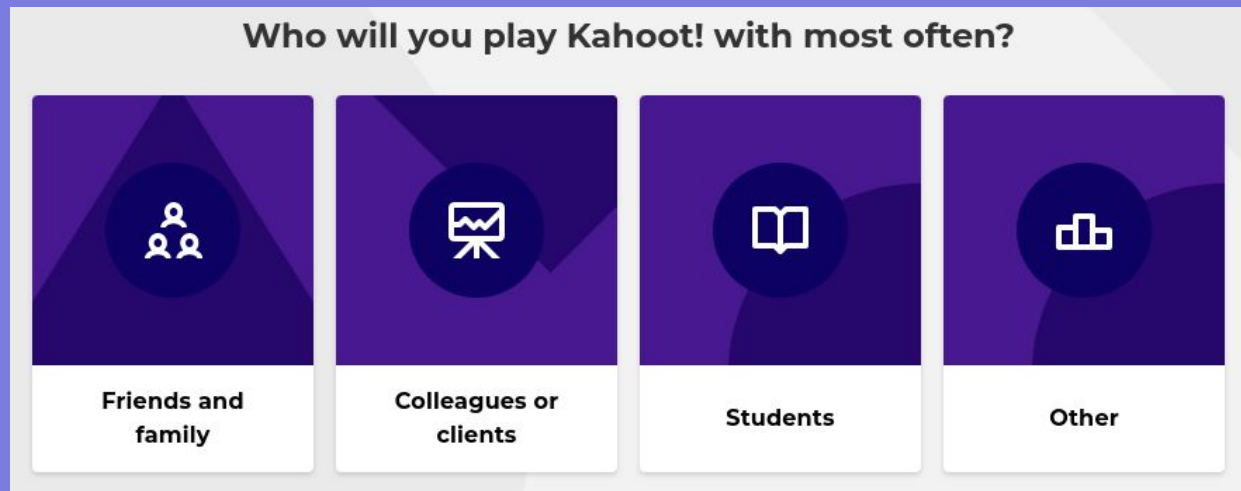 Who will you play Kahoot! with most often?
Friends and
family
Colleagues or
clients
Students
Other